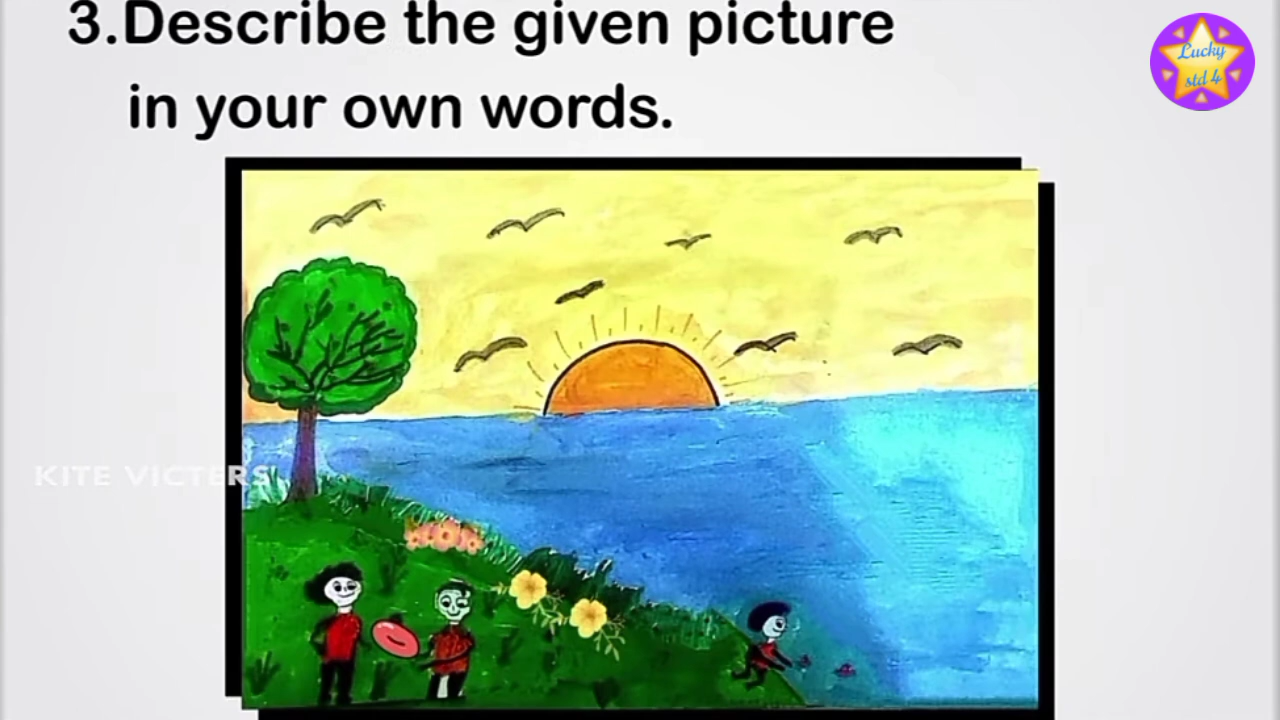 3.Describe the given picture
in your own words.
Lucky
std 4
KITE VICTERS